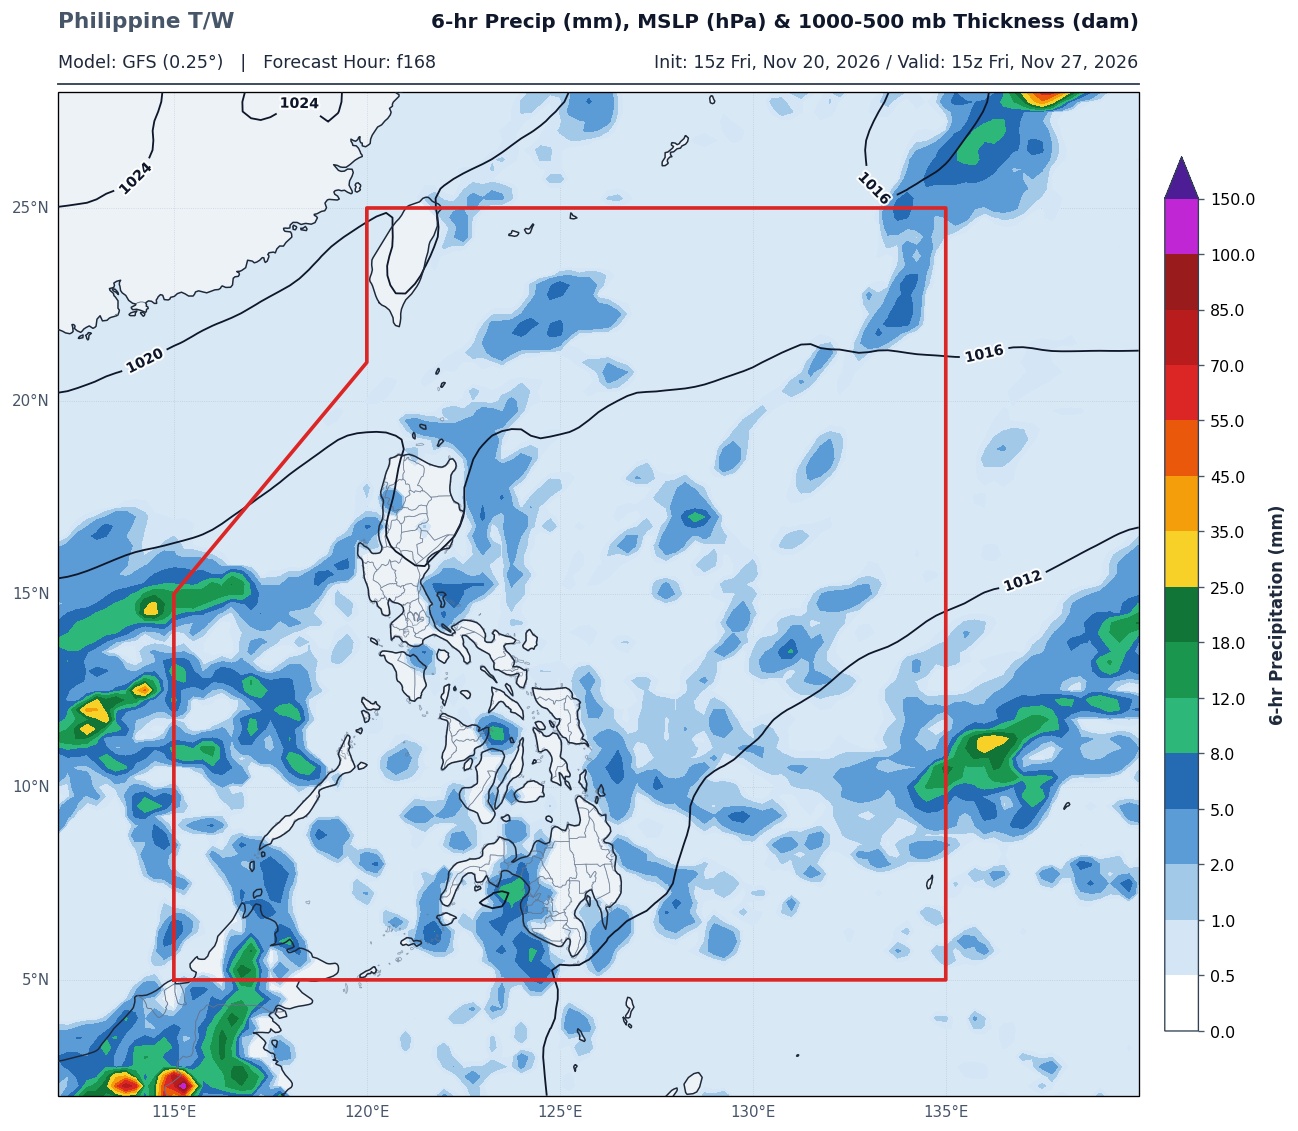 Philippine T/W
6-hr Precip (mm), MSLP (hPa) & 1000-500 mb Thickness (dam)
Model: GFS (0.25°) | Forecast Hour: f168
Init: 15z Fri, Nov 20, 2026 / Valid: 15z Fri, Nov 27, 2026
1024
1024
1016
1020
1016
1012
25°N
20°N
15°N
10°N
5°N
115°E
120°E
125°E
130°E
135°E
150.0
100.0
85.0
70.0
55.0
45.0
35.0
25.0
18.0
12.0
8.0
5.0
2.0
1.0
0.5
0.0
6-hr Precipitation (mm)